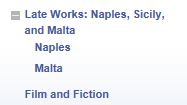 Late Works: Naples, Sicily,
and Malta
Naples
Malta
Film and Fiction